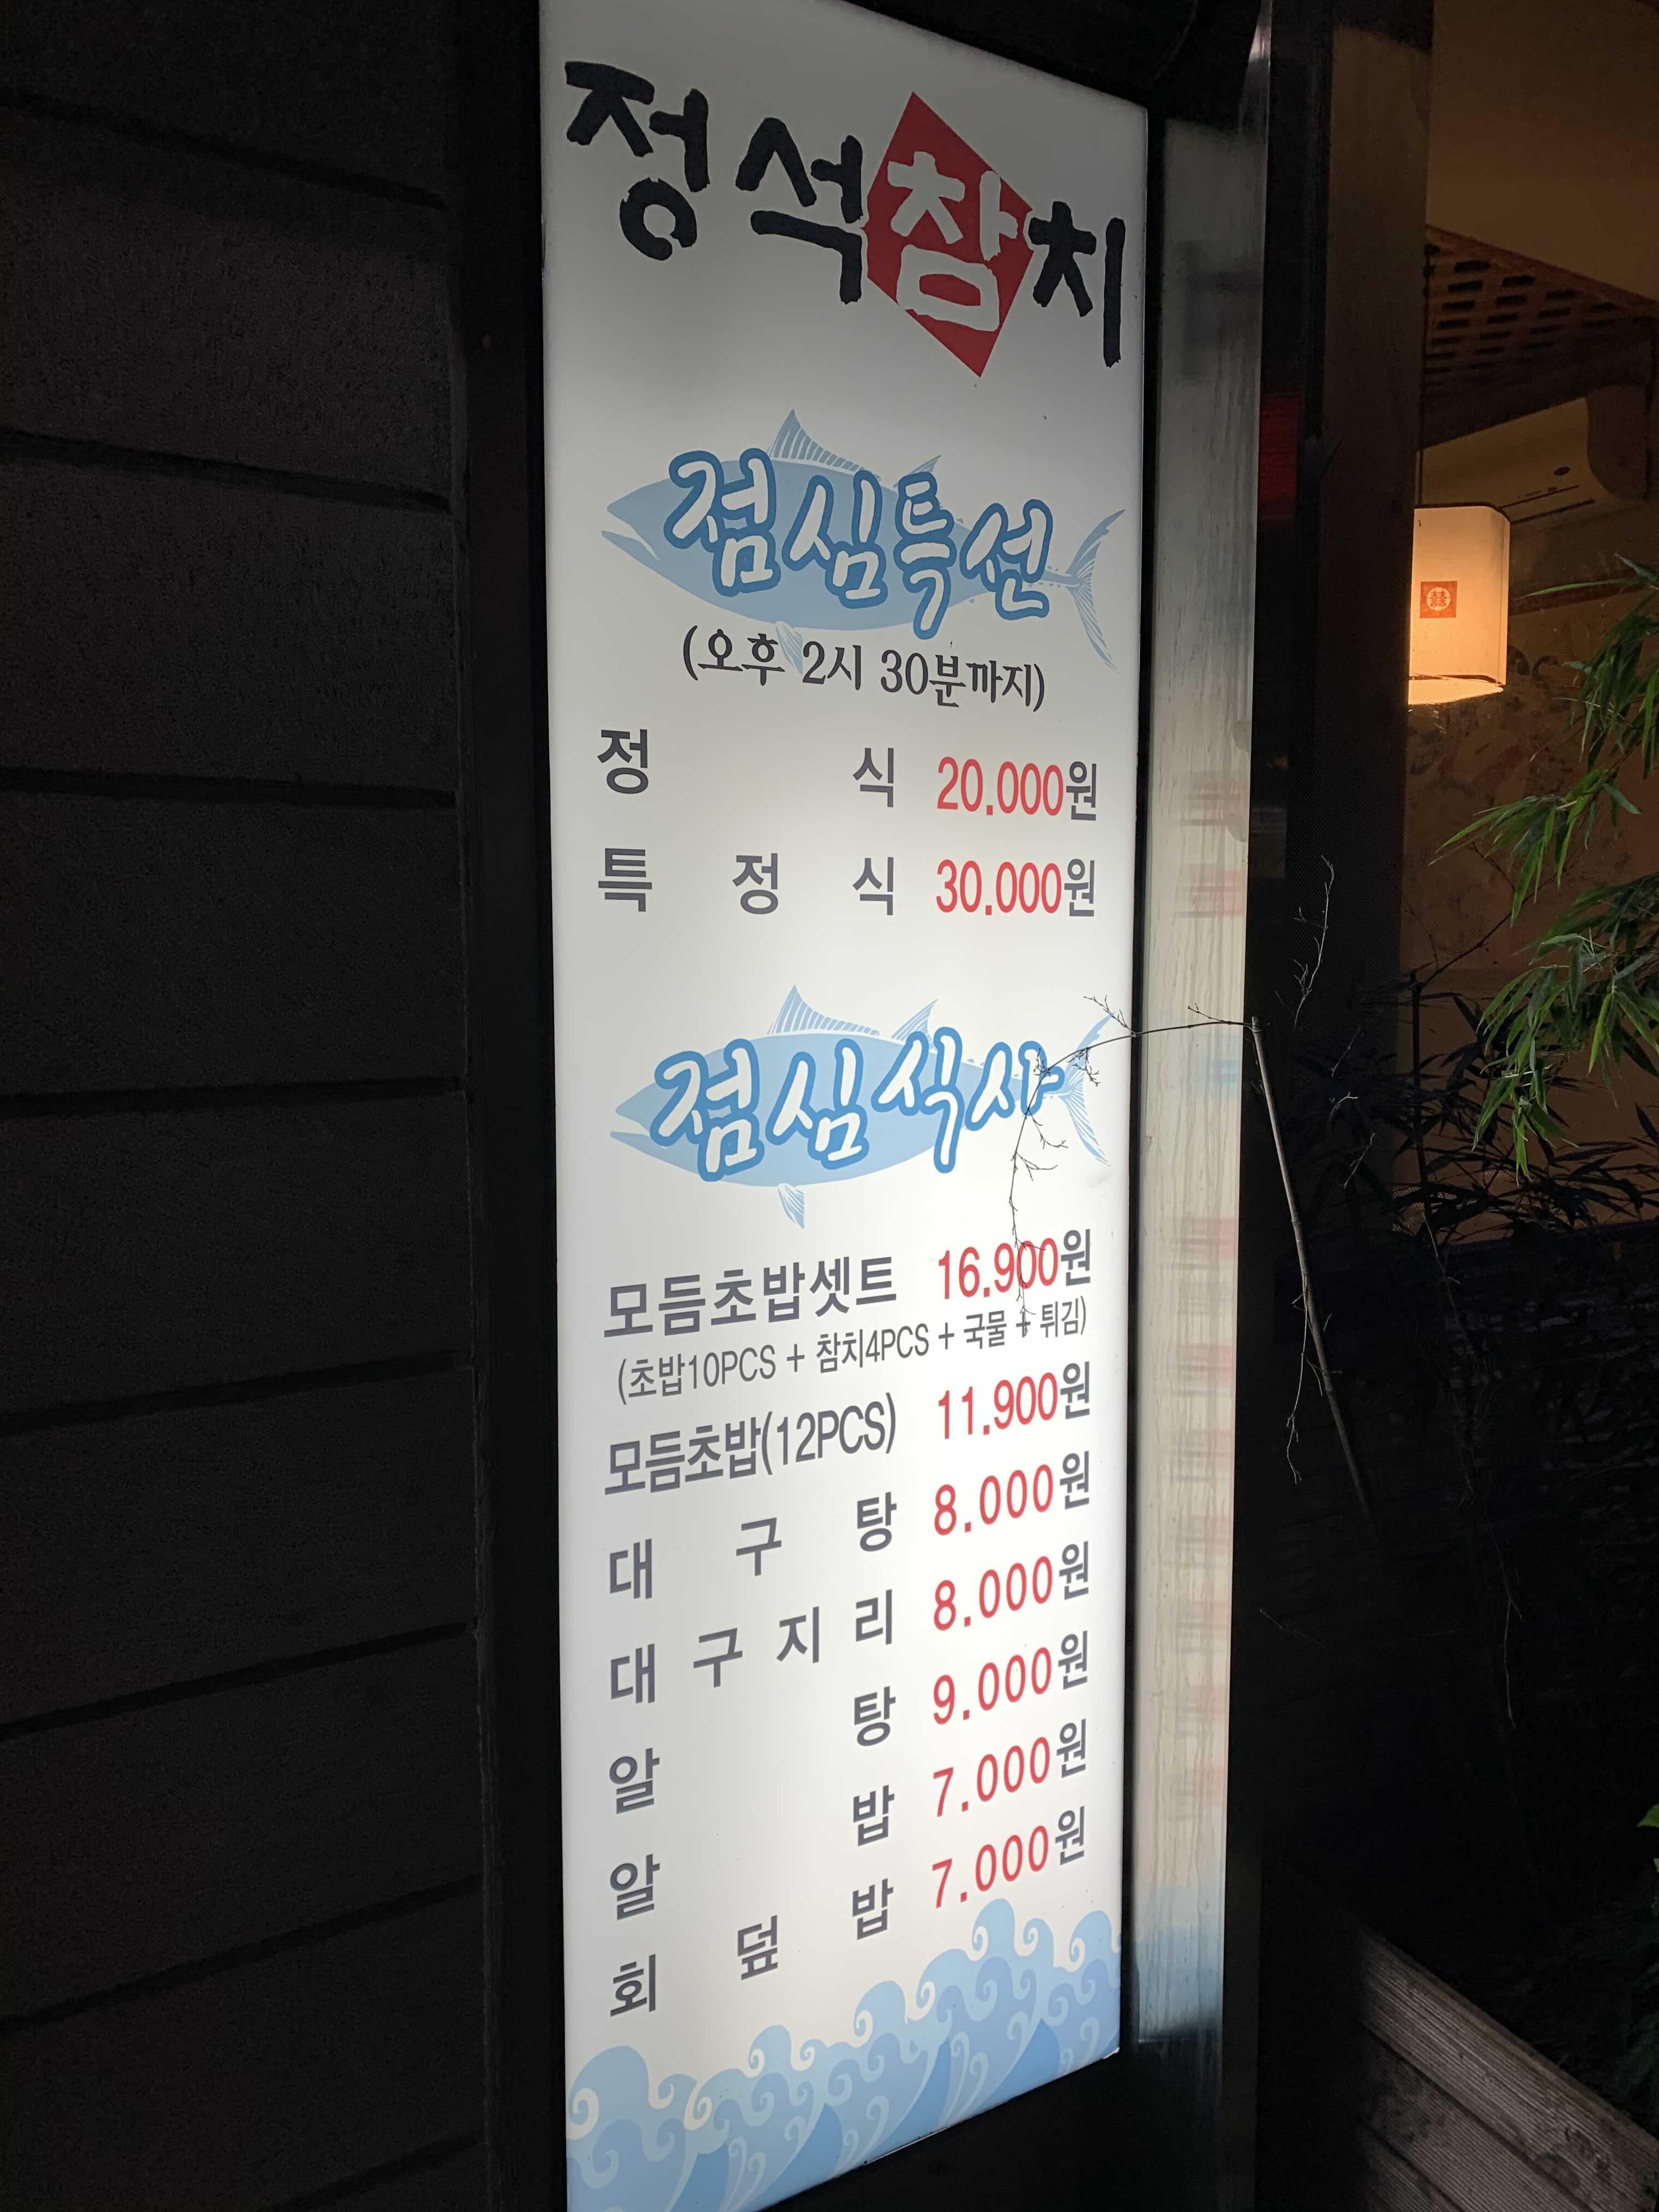 정석참치
점심특선
(오후 2시 30분까지)
정 식 20.000원
특 정 식 30.000원
점심식사
모듬초밥셋트 16.900원
(초밥10PCS + 참치4PCS + 국물 + 튀김)
모듬초밥(12PCS) 11.900원
대 구 탕 8.000원
대 구 지 리 8.000원
알 탕 9.000원
알 밥 7.000원
회 덮 밥 7.000원